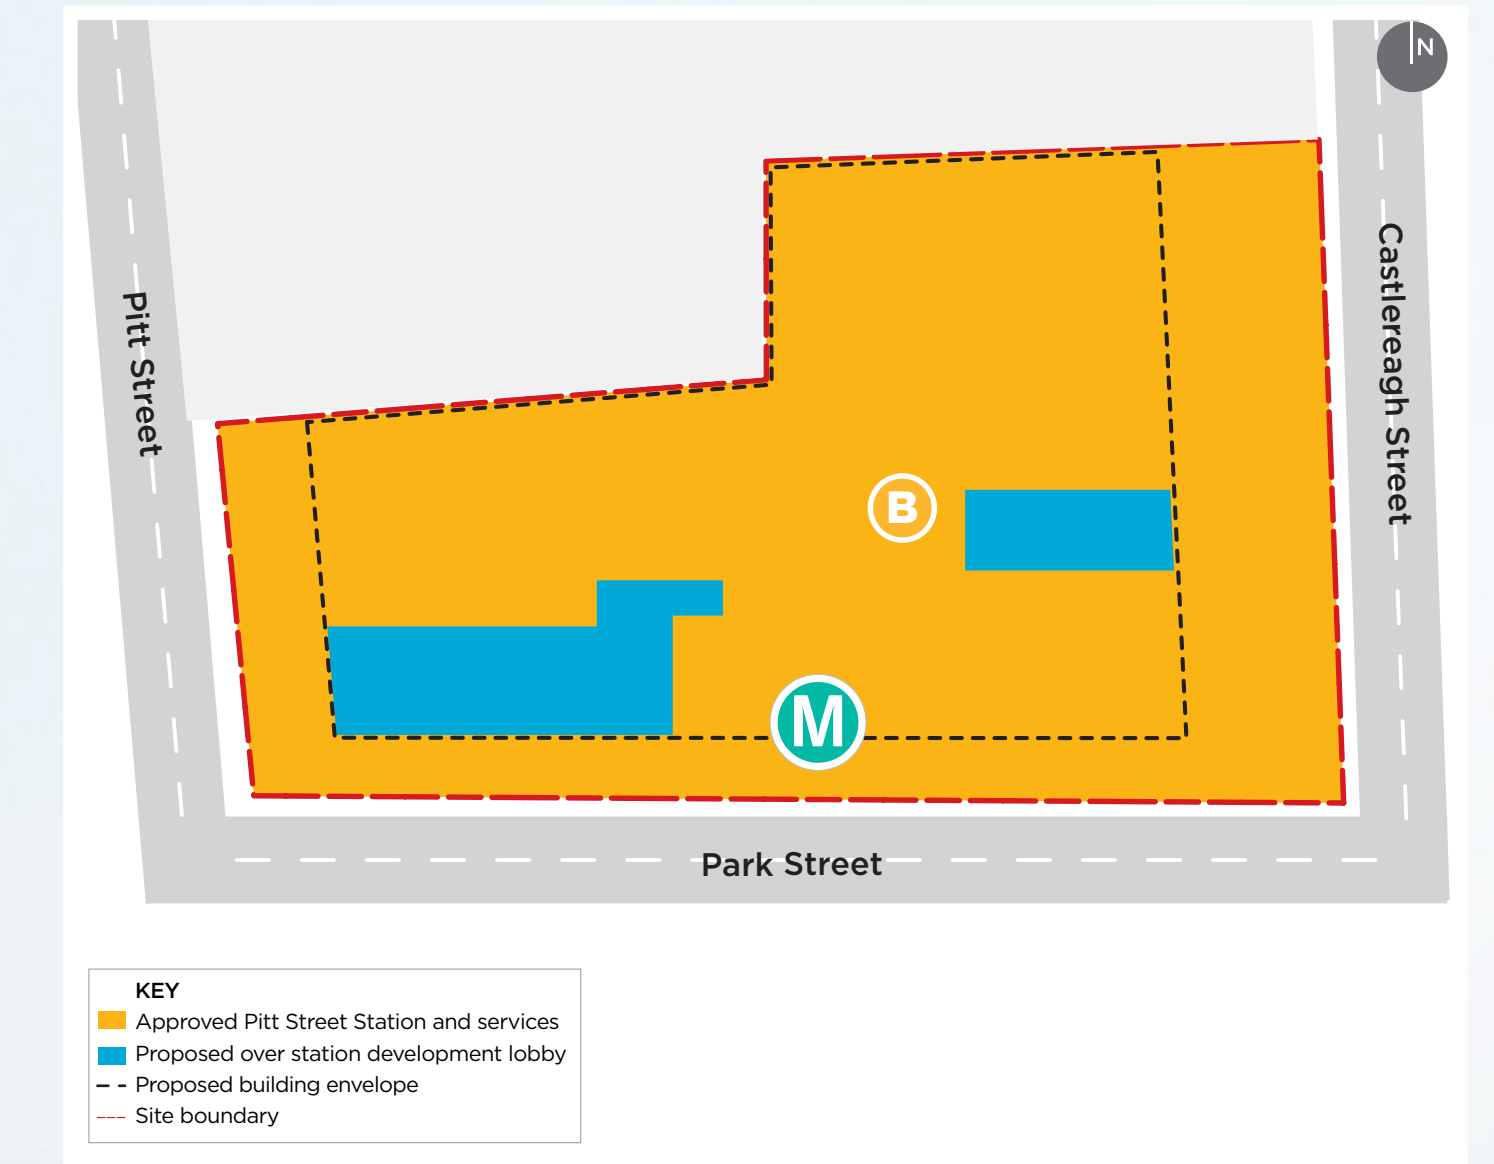 N
Castlereagh Street
Pitt Street
B
M
Park Street
KEY
Approved Pitt Street Station and services
Proposed over station development lobby
Proposed building envelope
Site boundary